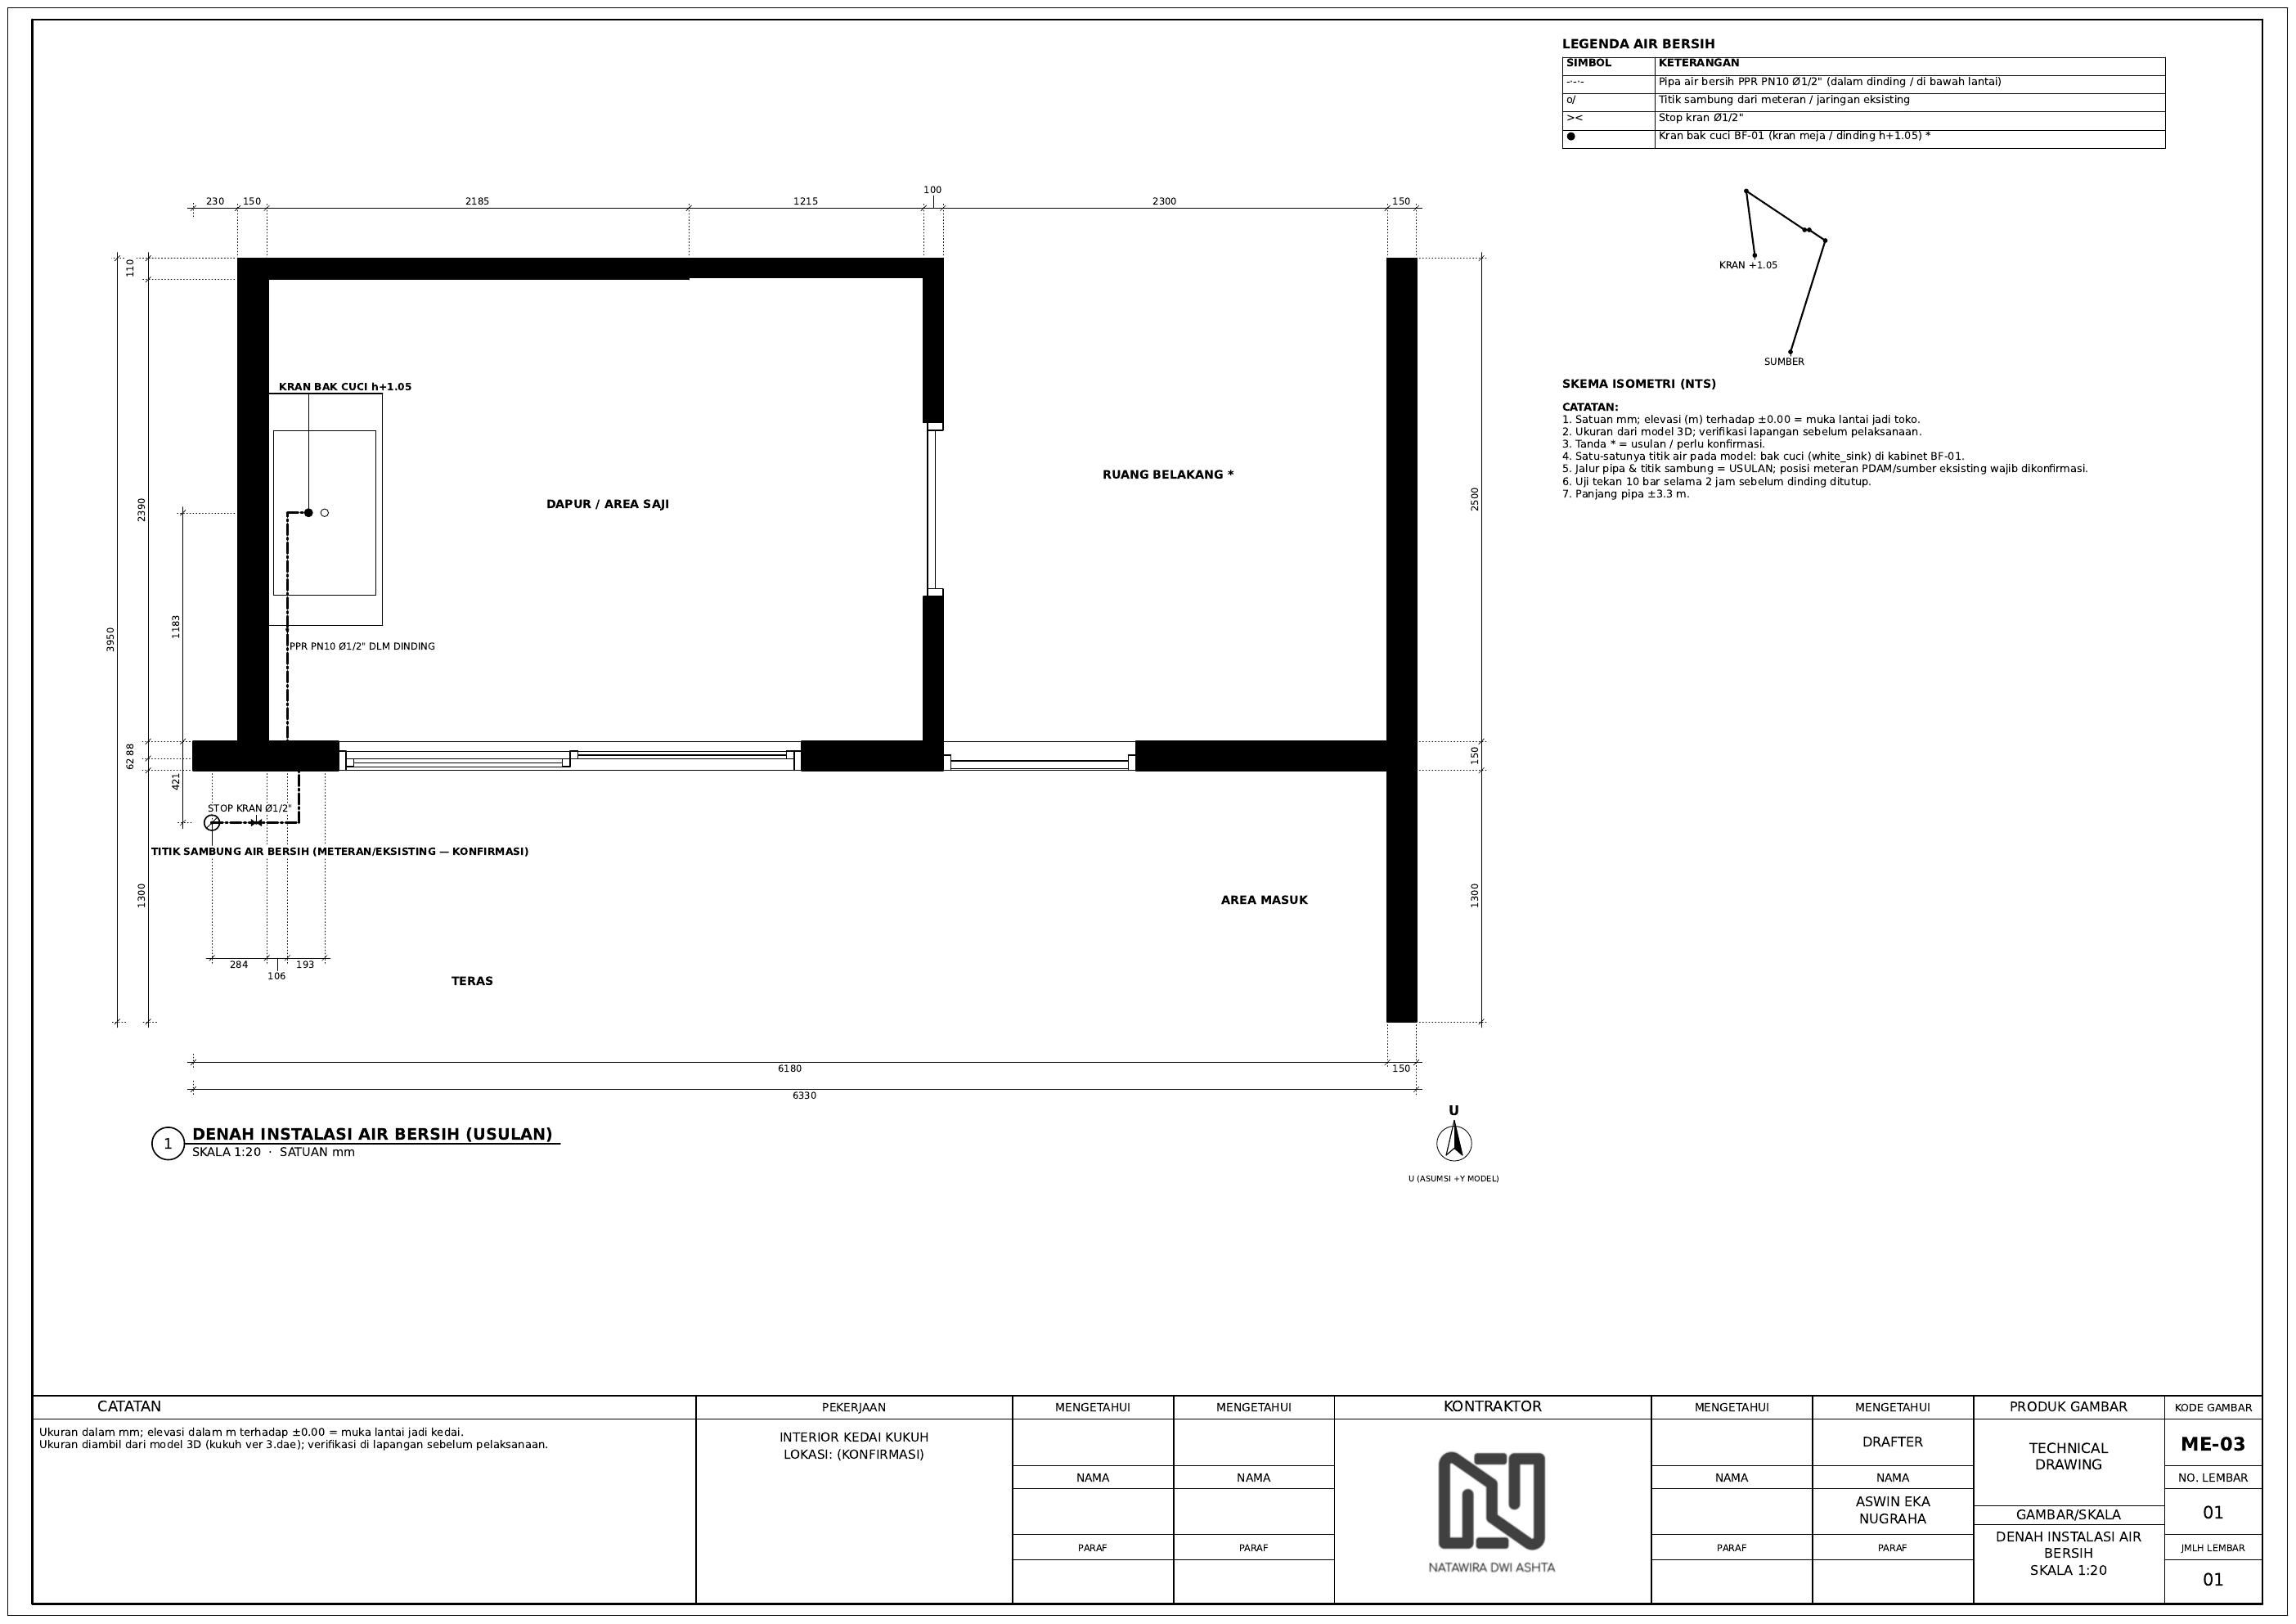 LEGENDA AIR BERSIH
SIMBOL KETERANGAN
-·-·- Pipa air bersih PPR PN10 Ø1/2" (dalam dinding / di bawah lantai)
o/ Titik sambung dari meteran / jaringan eksisting
>< Stop kran Ø1/2"
● Kran bak cuci BF-01 (kran meja / dinding h+1.05) *
KRAN +1.05
SUMBER
SKEMA ISOMETRI (NTS)
CATATAN:
1. Satuan mm; elevasi (m) terhadap ±0.00 = muka lantai jadi toko.
2. Ukuran dari model 3D; verifikasi lapangan sebelum pelaksanaan.
3. Tanda * = usulan / perlu konfirmasi.
4. Satu-satunya titik air pada model: bak cuci (white_sink) di kabinet BF-01.
5. Jalur pipa & titik sambung = USULAN; posisi meteran PDAM/sumber eksisting wajib dikonfirmasi.
6. Uji tekan 10 bar selama 2 jam sebelum dinding ditutup.
7. Panjang pipa ±3.3 m.
230 150 2185 1215 100 2300 150
110
2390
3950
1183
62 88
421
1300
2500
150
1300
KRAN BAK CUCI h+1.05
DAPUR / AREA SAJI
RUANG BELAKANG *
PPR PN10 Ø1/2" DLM DINDING
STOP KRAN Ø1/2"
TITIK SAMBUNG AIR BERSIH (METERAN/EKSISTING — KONFIRMASI)
AREA MASUK
284 106 193
TERAS
6180 150
6330
1
DENAH INSTALASI AIR BERSIH (USULAN)
SKALA 1:20 · SATUAN mm
U
U (ASUMSI +Y MODEL)
CATATAN
Ukuran dalam mm; elevasi dalam m terhadap ±0.00 = muka lantai jadi kedai.
Ukuran diambil dari model 3D (kukuh ver 3.dae); verifikasi di lapangan sebelum pelaksanaan.
PEKERJAAN
INTERIOR KEDAI KUKUH
LOKASI: (KONFIRMASI)
MENGETAHUI
NAMA
PARAF
MENGETAHUI
NAMA
PARAF
KONTRAKTOR
NATAWIRA DWI ASHTA
MENGETAHUI
NAMA
PARAF
MENGETAHUI
DRAFTER
NAMA
ASWIN EKA
NUGRAHA
PARAF
PRODUK GAMBAR
TECHNICAL
DRAWING
GAMBAR/SKALA
DENAH INSTALASI AIR
BERSIH
SKALA 1:20
KODE GAMBAR
ME-03
NO. LEMBAR
01
JMLH LEMBAR
01